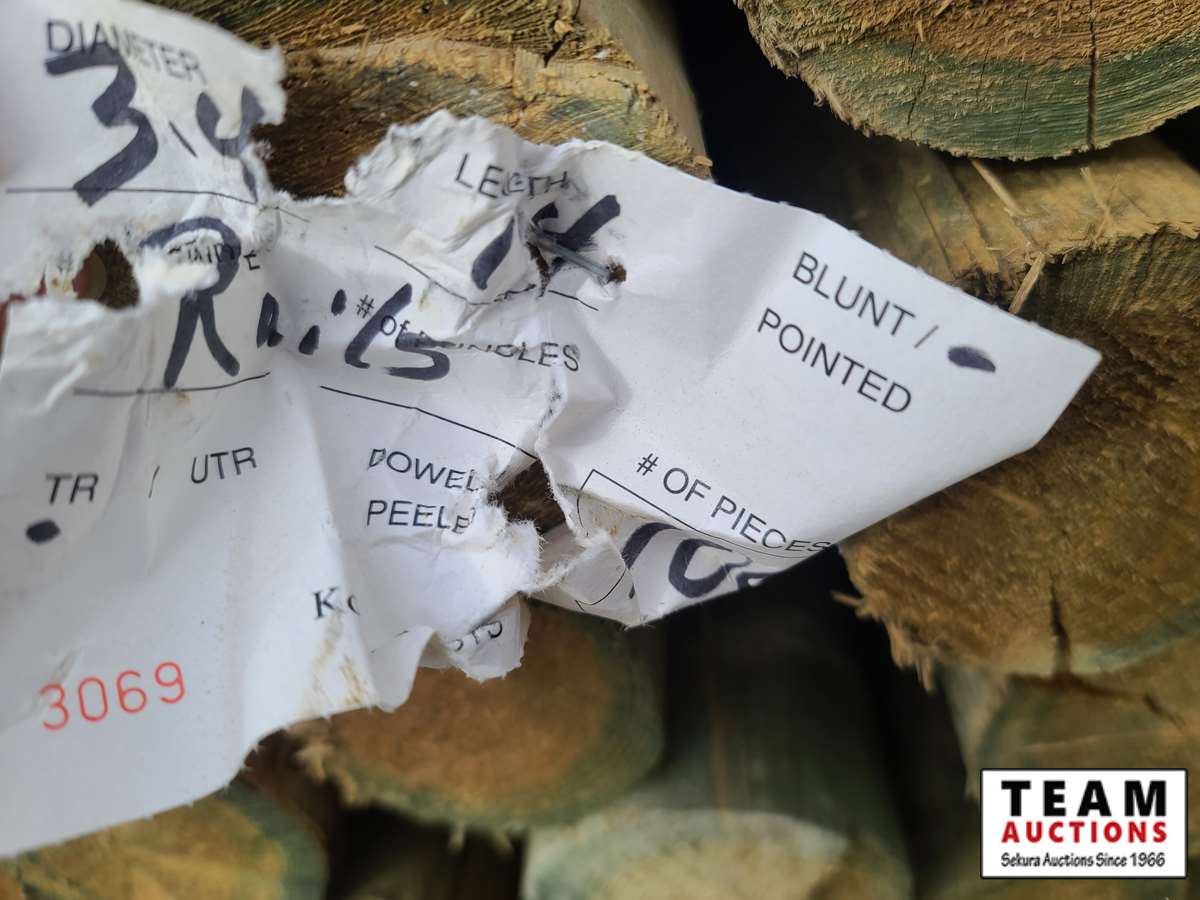 DIAMETER
3.4
LENGTH
14
Rails
# of BUNDLES
BLUNT /
POINTED
TR / UTR
DOWEL
PEELE
# OF PIECES
3069
TEAM
AUCTIONS
Sekura Auctions Since 1966